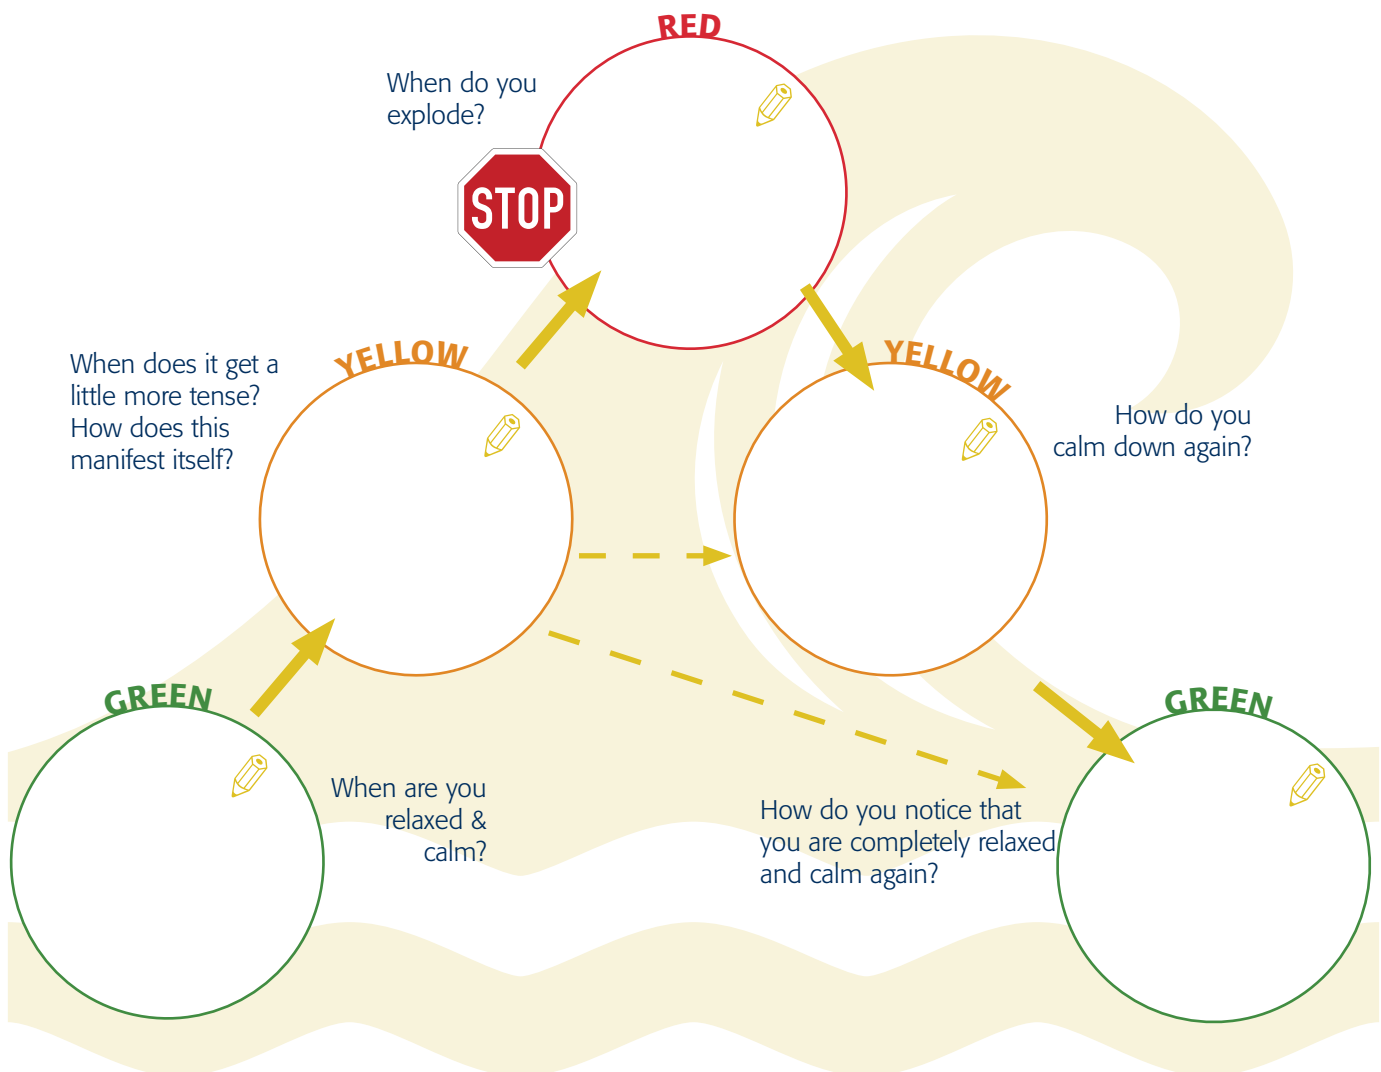 RED
When do you
explode?
STOP
YELLOW
When does it get a
little more tense?
How does this
manifest itself?
YELLOW
How do you
calm down again?
GREEN
When are you
relaxed &
calm?
GREEN
How do you notice that
you are completely relaxed
and calm again?